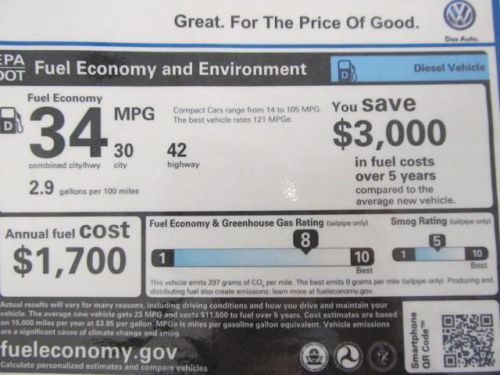 Great. For The Price Of Good.
Das Auto.
EPA
DOT
Fuel Economy and Environment
D
Diesel Vehicle
Fuel Economy
D
34
MPG
combined city/hwy
30
city
42
highway
Compact Cars range from 14 to 105 MPG.
The best vehicle rates 121 MPGe.
2.9 gallons per 100 miles
You save
$3,000
in fuel costs
over 5 years
compared to the
average new vehicle.
Annual fuel cost
$1,700
Fuel Economy & Greenhouse Gas Rating (tailpipe only)
8
1
10
Best
Smog Rating (tailpipe only)
5
1
10
Best
This vehicle emits 297 grams of CO₂ per mile. The best emits 0 grams per mile (tailpipe only). Producing and
distributing fuel also create emissions; learn more at fueleconomy.gov.
Actual results will vary for many reasons, including driving conditions and how you drive and maintain your
vehicle. The average new vehicle gets 23 MPG and costs $11,500 to fuel over 5 years. Cost estimates are based
on 15,000 miles per year at $3.85 per gallon. MPGe is miles per gasoline gallon equivalent. Vehicle emissions
are a significant cause of climate change and smog.
fueleconomy.gov
Calculate personalized estimates and compare vehicles
Smartphone
QR Code™